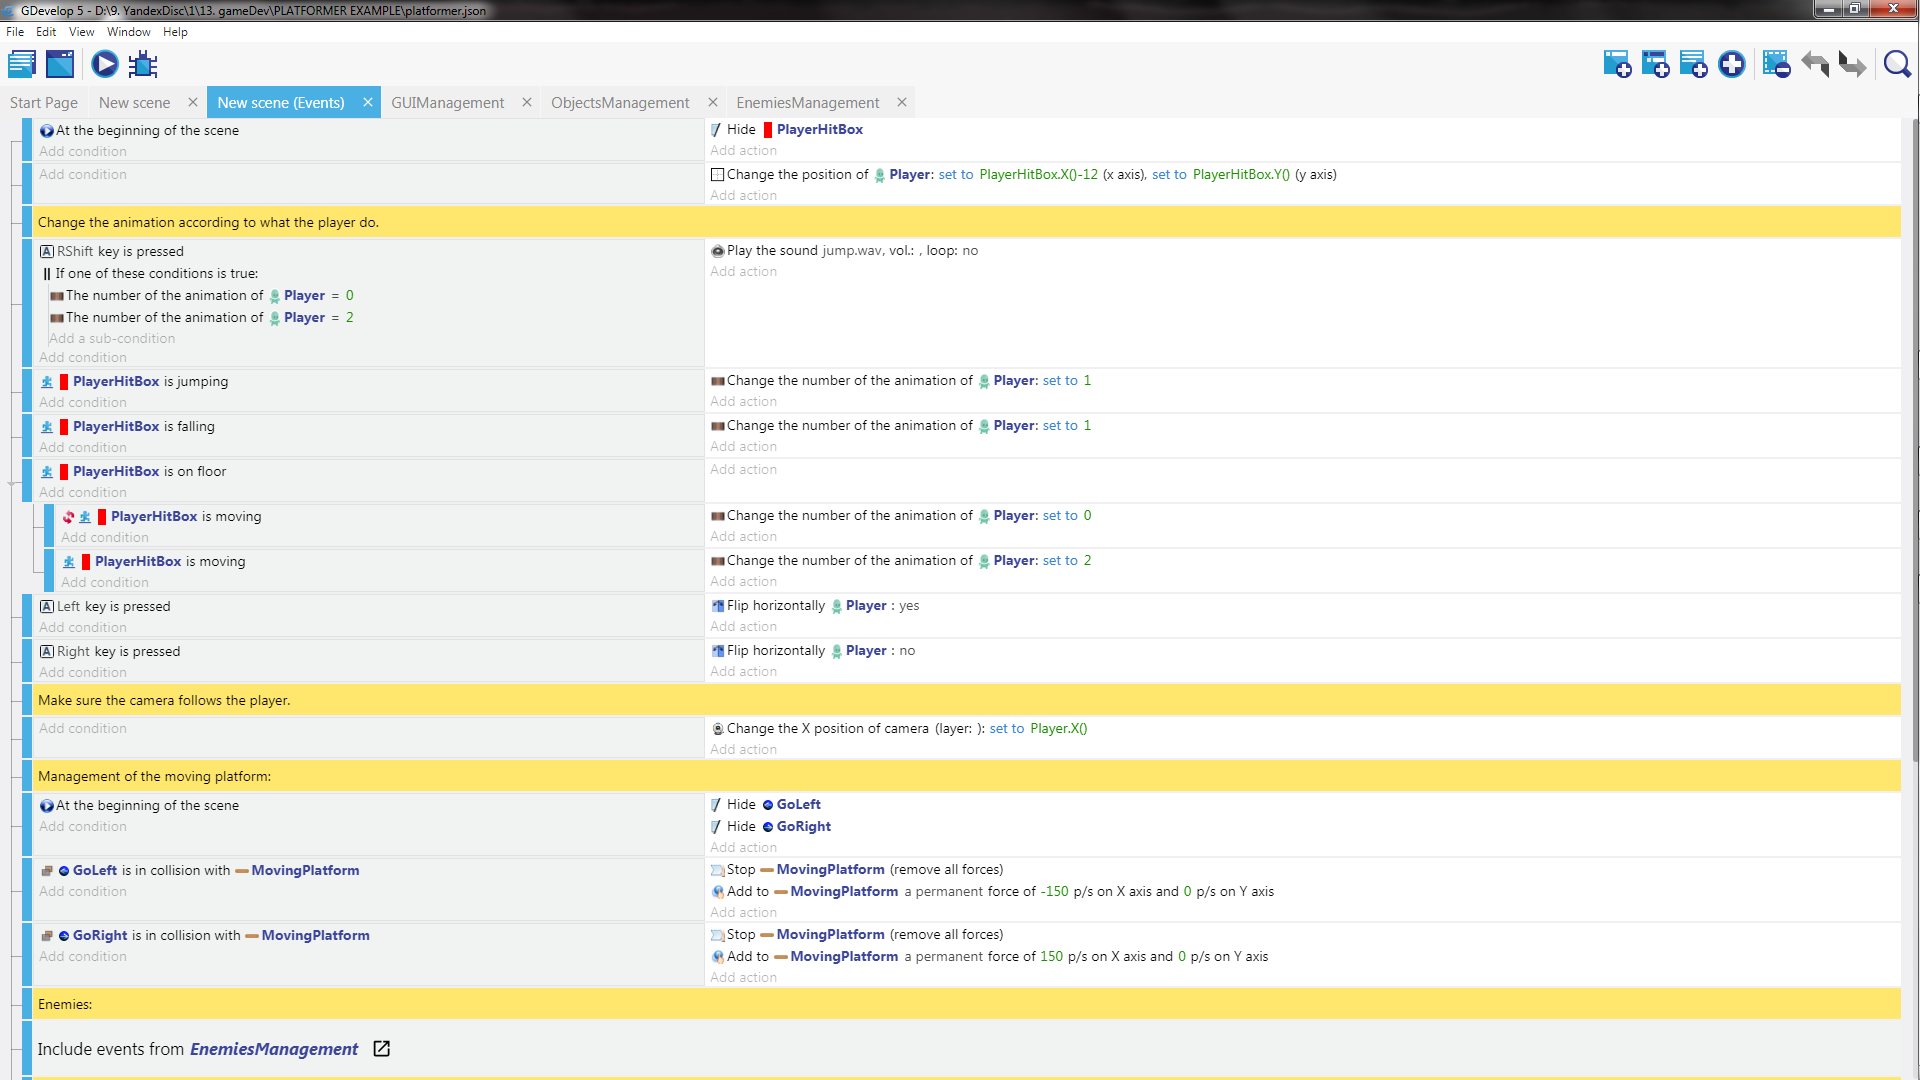 GDevelop 5 - D:\9. YandexDisc\1\13. gameDev\PLATFORMER EXAMPLE\platformer.json
File Edit View Window Help
Start Page New scene New scene (Events) GUIManagement ObjectsManagement EnemiesManagement
At the beginning of the scene Hide PlayerHitBox
Add condition Add action
Add condition Change the position of Player: set to PlayerHitBox.X()-12 (x axis), set to PlayerHitBox.Y() (y axis)
Add action
Change the animation according to what the player do.
RShift key is pressed Play the sound jump.wav, vol.: , loop: no
If one of these conditions is true: Add action
The number of the animation of Player = 0
The number of the animation of Player = 2
Add a sub-condition
Add condition
PlayerHitBox is jumping Change the number of the animation of Player: set to 1
Add condition Add action
PlayerHitBox is falling Change the number of the animation of Player: set to 1
Add condition Add action
PlayerHitBox is on floor Add action
Add condition
PlayerHitBox is moving Change the number of the animation of Player: set to 0
Add condition Add action
PlayerHitBox is moving Change the number of the animation of Player: set to 2
Add condition Add action
A Left key is pressed Flip horizontally Player : yes
Add condition Add action
A Right key is pressed Flip horizontally Player : no
Add condition Add action
Make sure the camera follows the player.
Add condition Change the X position of camera (layer: ): set to Player.X()
Add action
Management of the moving platform:
At the beginning of the scene Hide GoLeft
Add condition Hide GoRight
Add action
GoLeft is in collision with MovingPlatform Stop MovingPlatform (remove all forces)
Add condition Add to MovingPlatform a permanent force of -150 p/s on X axis and 0 p/s on Y axis
Add action
GoRight is in collision with MovingPlatform Stop MovingPlatform (remove all forces)
Add condition Add to MovingPlatform a permanent force of 150 p/s on X axis and 0 p/s on Y axis
Add action
Enemies:
Include events from EnemiesManagement